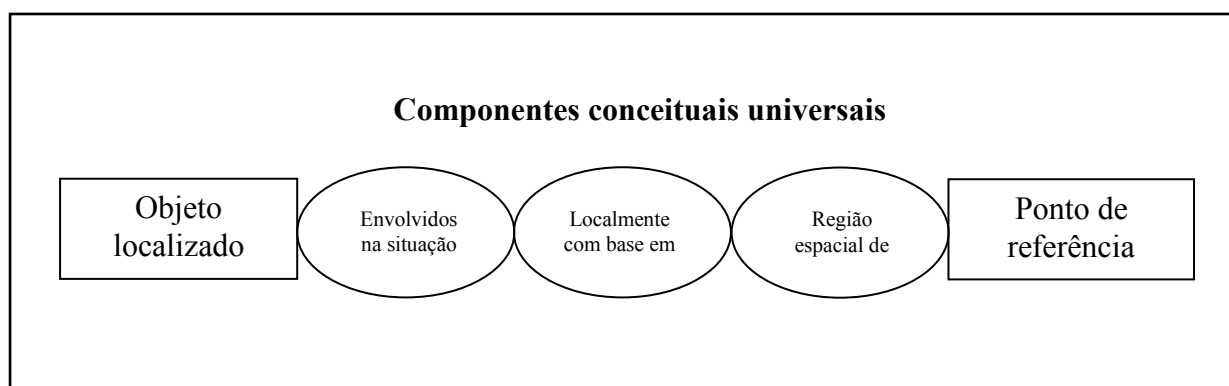 Componentes conceituais universais
Objeto
localizado
Envolvidos
na situação
Localmente
com base em
Região
espacial de
Ponto de
referência